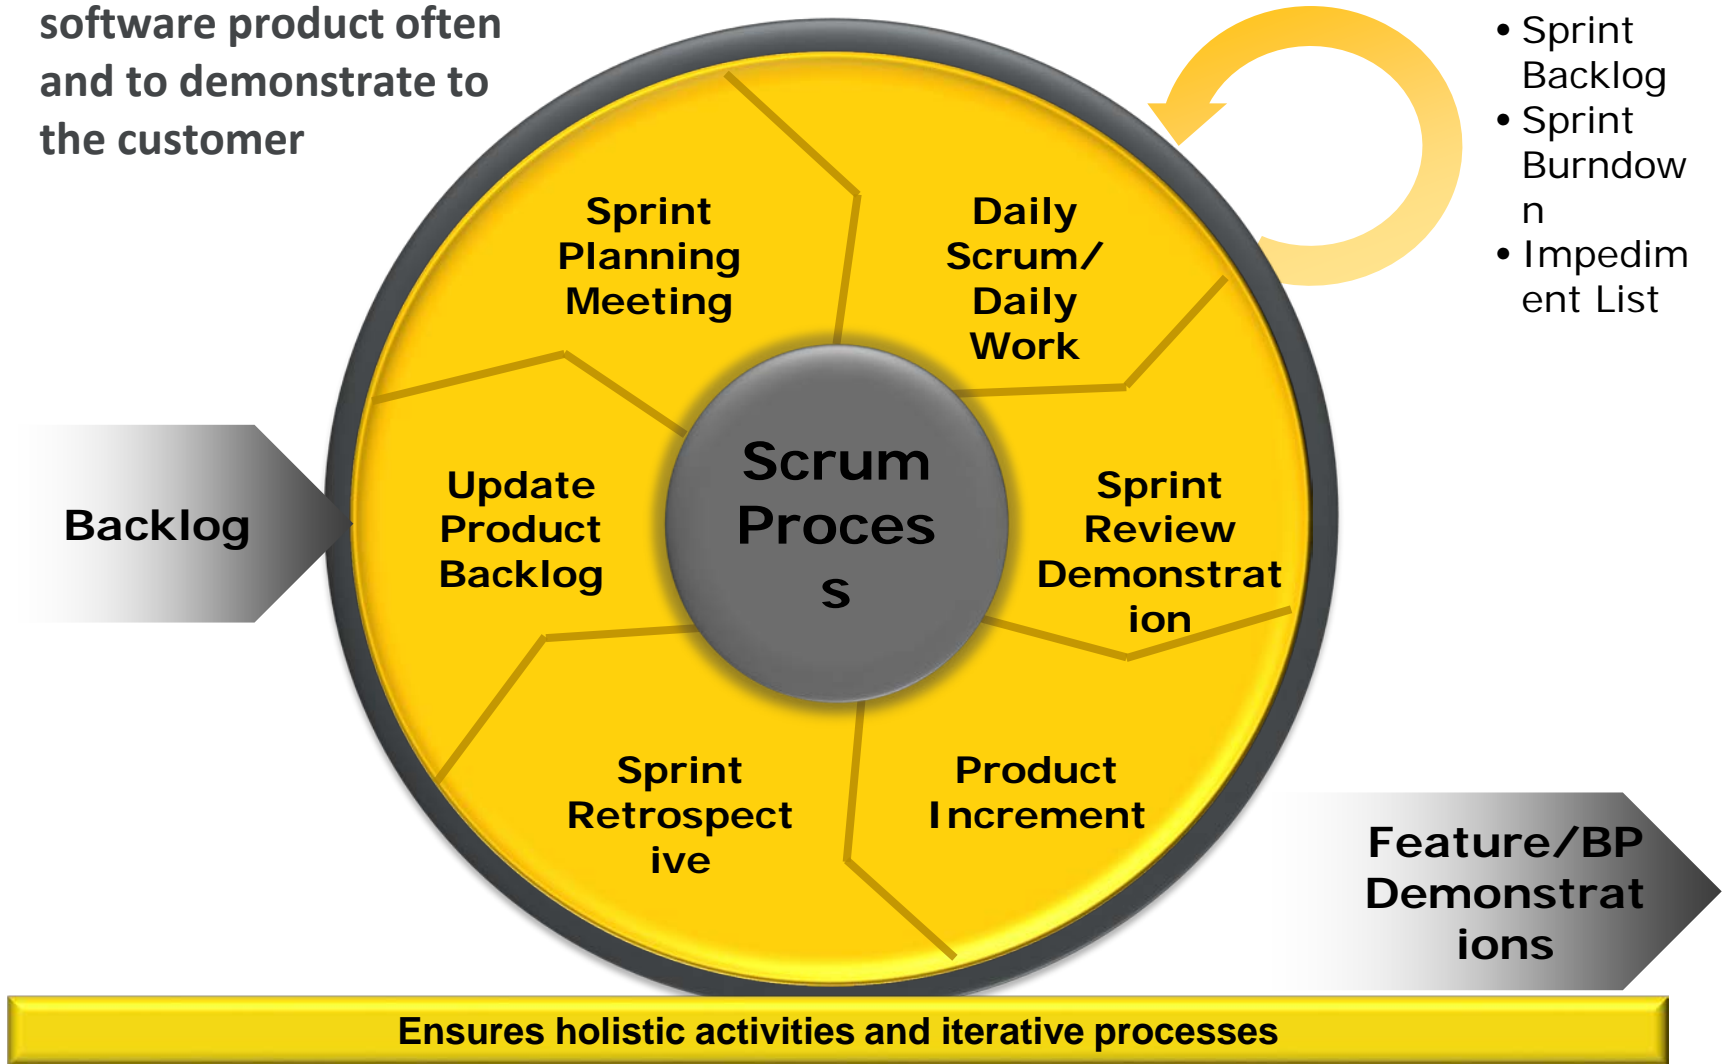 software product often
and to demonstrate to
the customer
• Sprint
Backlog
• Sprint
Burndow
n
• Impedim
ent List
Sprint
Planning
Meeting
Daily
Scrum/
Daily
Work
Backlog
Update
Product
Backlog
Scrum
Proces
s
Sprint
Review
Demonstrat
ion
Sprint
Retrospect
ive
Product
Increment
Feature/BP
Demonstrat
ions
Ensures holistic activities and iterative processes